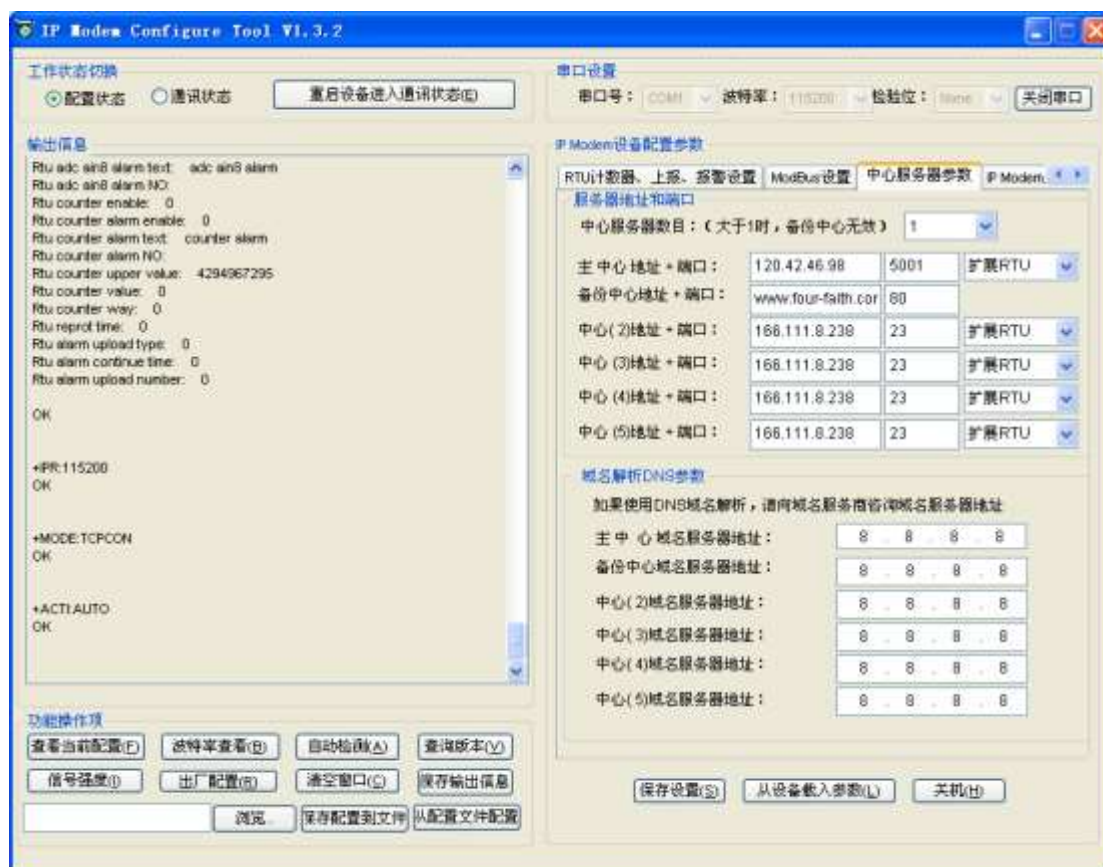 IP Modem Configure Tool V1.3.2
工作状态切换
配置状态 通讯状态 重启设备进入通讯状态(E)
串口设置
串口号: COM1 波特率: 115200 检验位: None 关闭串口
输出信息
Rtu adc ain8 alarm text: adc ain8 alarm
Rtu adc ain8 alarm NO:
Rtu counter enable: 0
Rtu counter alarm enable: 0
Rtu counter alarm text: counter alarm
Rtu counter alarm NO:
Rtu counter upper value: 4294967295
Rtu counter value: 0
Rtu counter way: 0
Rtu reprot time: 0
Rtu alarm upload type: 0
Rtu alarm continue time: 0
Rtu alarm upload number: 0
OK
+IPR:115200
OK
+MODE:TCPCON
OK
+ACTI:AUTO
OK
功能操作项
查看当前配置(F) 波特率查看(B) 自动检测(A) 查询版本(V)
信号强度(I) 出厂配置(R) 清空窗口(C) 保存输出信息
浏览... 保存配置到文件 从配置文件配置
IP Modem设备配置参数
RTU计数器、上报、报警设置 ModBus设置 中心服务器参数 IP Modem
服务器地址和端口
中心服务器数目:(大于1时,备份中心无效) 1
主中心地址+端口: 120.42.46.98 5001 扩展RTU
备份中心地址+端口: www.four-faith.cor 80
中心(2)地址+端口: 166.111.8.238 23 扩展RTU
中心(3)地址+端口: 166.111.8.238 23 扩展RTU
中心(4)地址+端口: 166.111.8.238 23 扩展RTU
中心(5)地址+端口: 166.111.8.238 23 扩展RTU
域名解析DNS参数
如果使用DNS域名解析,请向域名服务商咨询域名服务器地址
主中心域名服务器地址: 8 . 8 . 8 . 8
备份中心域名服务器地址: 8 . 8 . 8 . 8
中心(2)域名服务器地址: 8 . 8 . 8 . 8
中心(3)域名服务器地址: 8 . 8 . 8 . 8
中心(4)域名服务器地址: 8 . 8 . 8 . 8
中心(5)域名服务器地址: 8 . 8 . 8 . 8
保存设置(S) 从设备载入参数(L) 关机(H)